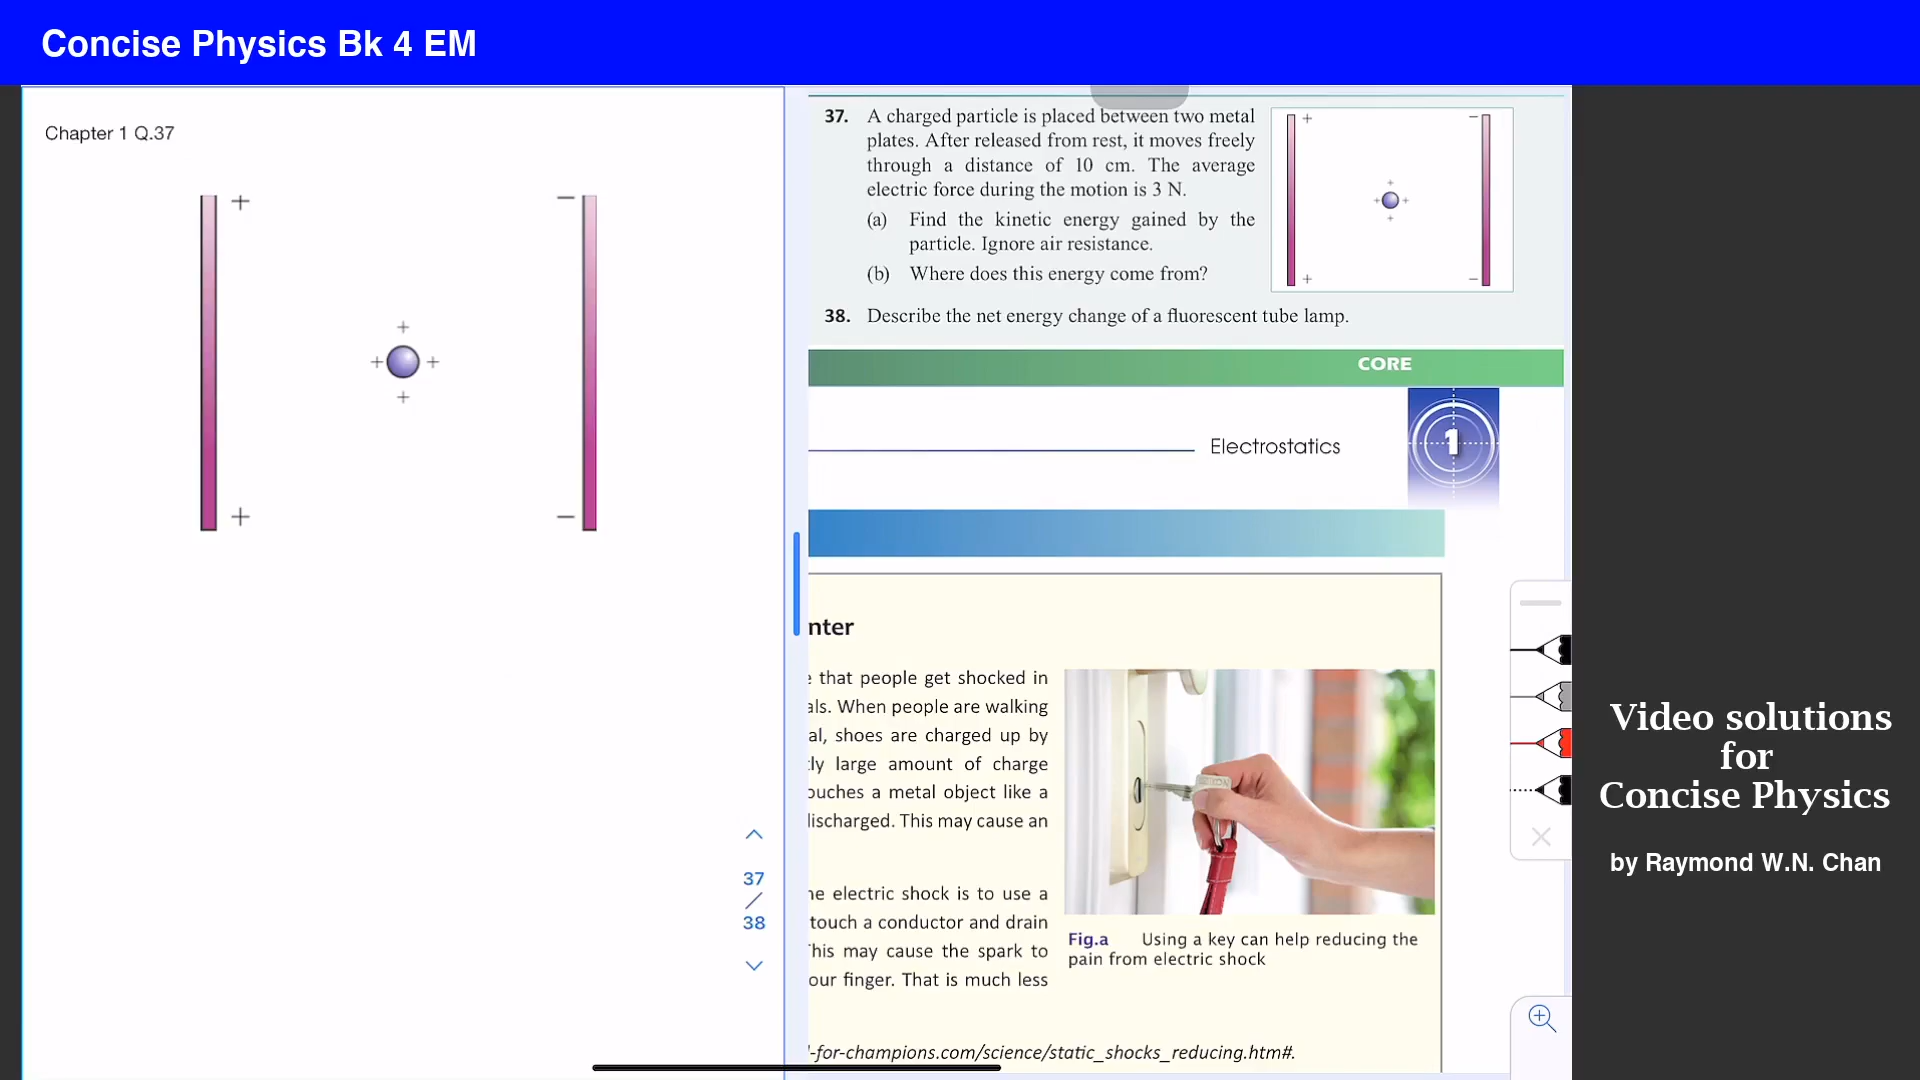 Concise Physics Bk 4 EM
Chapter 1 Q.37
+ −
+
+ +
+
+ −
37
38
37. A charged particle is placed between two metal
plates. After released from rest, it moves freely
through a distance of 10 cm. The average
electric force during the motion is 3 N.
(a) Find the kinetic energy gained by the
particle. Ignore air resistance.
(b) Where does this energy come from?
+ −
+
+ +
+
+ −
38. Describe the net energy change of a fluorescent tube lamp.
CORE
Electrostatics
1
nter
that people get shocked in
als. When people are walking
al, shoes are charged up by
ly large amount of charge
ouches a metal object like a
discharged. This may cause an
he electric shock is to use a
touch a conductor and drain
This may cause the spark to
our finger. That is much less
Fig.a Using a key can help reducing the
pain from electric shock
l-for-champions.com/science/static_shocks_reducing.htm#.
Video solutions
for
Concise Physics
by Raymond W.N. Chan